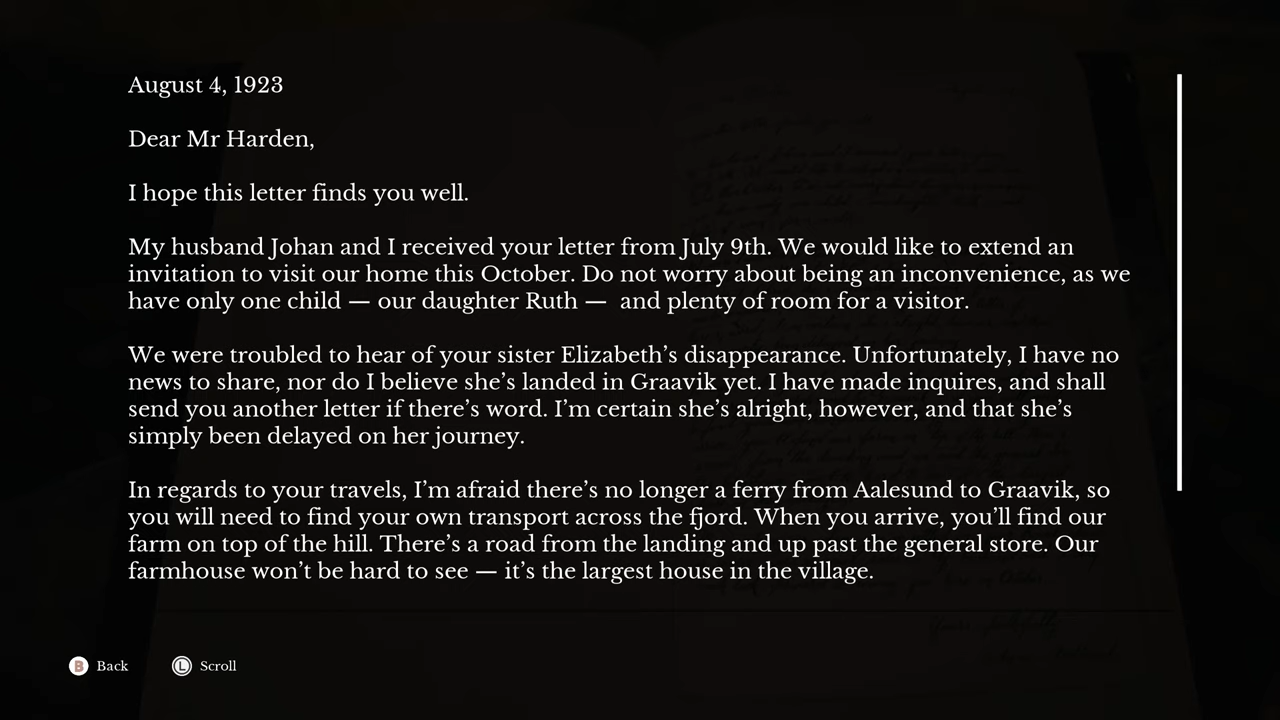 August 4, 1923
Dear Mr Harden,
I hope this letter finds you well.
My husband Johan and I received your letter from July 9th. We would like to extend an
invitation to visit our home this October. Do not worry about being an inconvenience, as we
have only one child — our daughter Ruth —  and plenty of room for a visitor.
We were troubled to hear of your sister Elizabeth's disappearance. Unfortunately, I have no
news to share, nor do I believe she's landed in Graavik yet. I have made inquires, and shall
send you another letter if there's word. I'm certain she's alright, however, and that she's
simply been delayed on her journey.
In regards to your travels, I'm afraid there's no longer a ferry from Aalesund to Graavik, so
you will need to find your own transport across the fjord. When you arrive, you'll find our
farm on top of the hill. There's a road from the landing and up past the general store. Our
farmhouse won't be hard to see — it's the largest house in the village.
B Back L Scroll